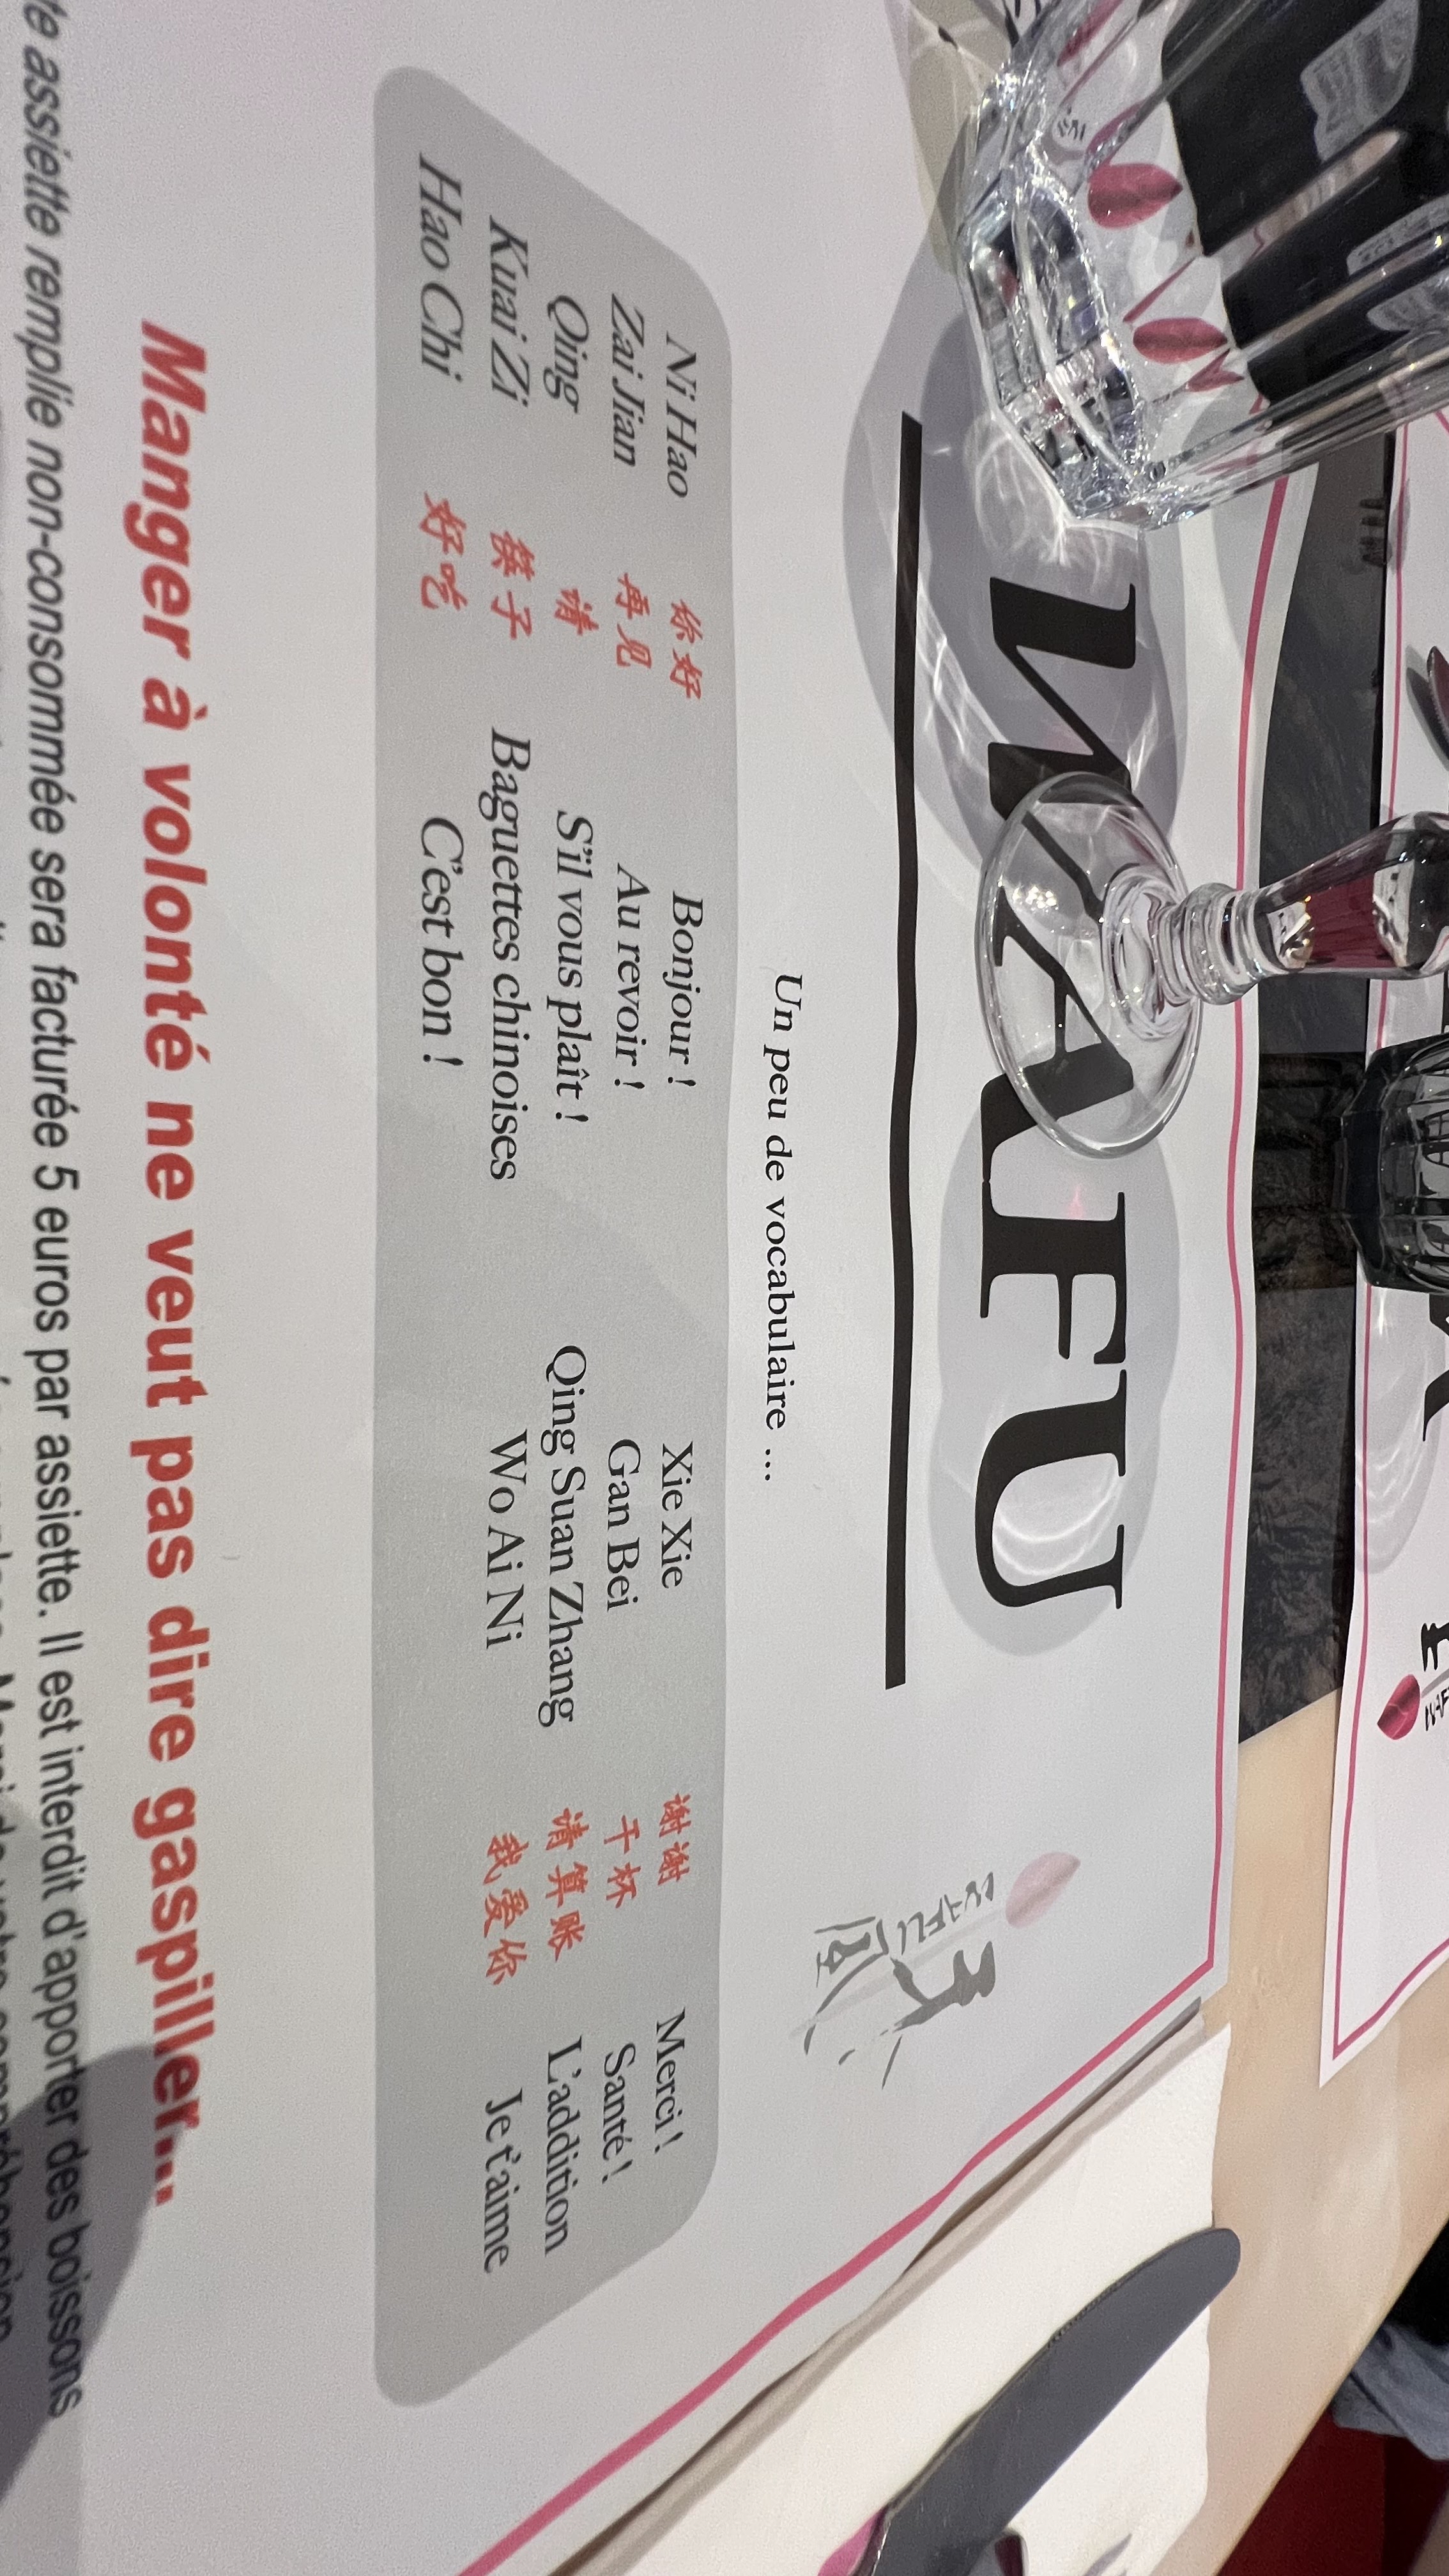 WAFU
WAFU
Un peu de vocabulaire ...
Ni Hao 你好 Bonjour ! Xie Xie 谢谢 Merci !
Zai Jian 再见 Au revoir ! Gan Bei 干杯 Santé !
Qing 请 S'il vous plaît ! Qing Suan Zhang 请算账 L'addition
Kuai Zi 筷子 Baguettes chinoises Wo Ai Ni 我爱你 Je t'aime
Hao Chi 好吃 C'est bon !
Manger à volonté ne veut pas dire gaspiller...
assiette remplie non-consommée sera facturée 5 euros par assiette. Il est interdit d'apporter des boissons